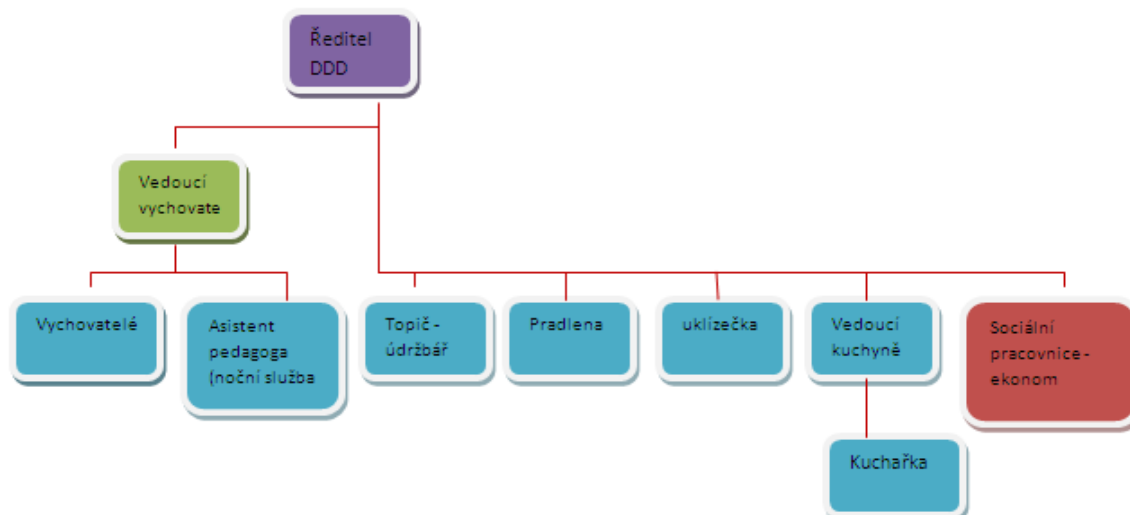 Ředitel
DDD
Vedoucí
vychovate
Vychovatelé
Asistent
pedagoga
(noční služba
Topič -
údržbář
Pradlena
uklízečka
Vedoucí
kuchyně
Sociální
pracovnice -
ekonom
Kuchařka